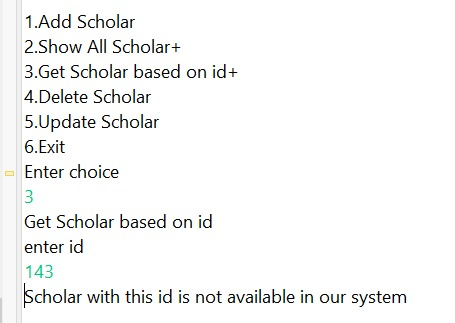 1.Add Scholar
2.Show All Scholar+
3.Get Scholar based on id+
4.Delete Scholar
5.Update Scholar
6.Exit
Enter choice
3
Get Scholar based on id
enter id
143
Scholar with this id is not available in our system